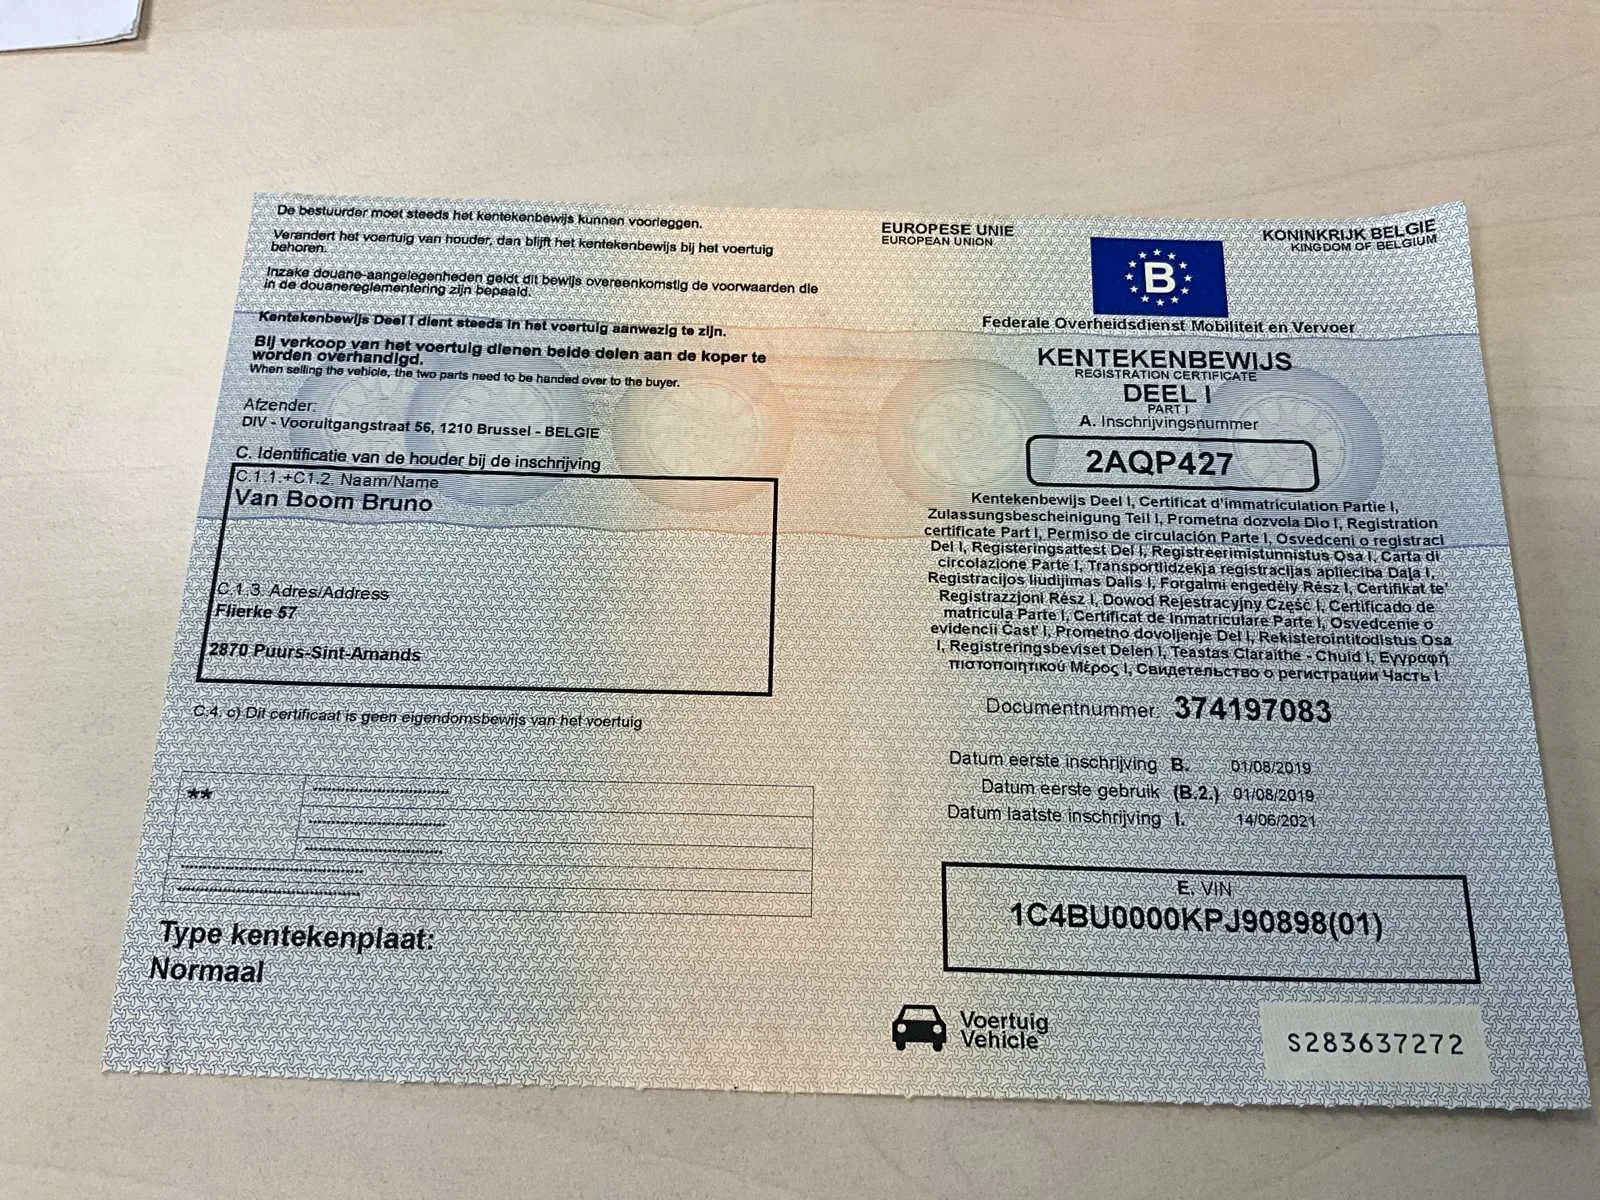 De bestuurder moet steeds het kentekenbewijs kunnen voorleggen.
Verandert het voertuig van houder, dan blijft het kentekenbewijs bij het voertuig
behoren.
Inzake douane-aangelegenheden geldt dit bewijs overeenkomstig de voorwaarden die
in de douanereglementering zijn bepaald.
Kentekenbewijs Deel I dient steeds in het voertuig aanwezig te zijn.
Bij verkoop van het voertuig dienen beide delen aan de koper te
worden overhandigd.
When selling the vehicle, the two parts need to be handed over to the buyer.
Afzender:
DIV - Vooruitgangstraat 56, 1210 Brussel - BELGIE
C. Identificatie van de houder bij de inschrijving
C.1.1.+C1.2. Naam/Name
Van Boom Bruno
C.1.3. Adres/Address
Flierke 57
2870 Puurs-Sint-Amands
C.4. c) Dit certificaat is geen eigendomsbewijs van het voertuig
**
Type kentekenplaat:
Normaal
EUROPESE UNIE
EUROPEAN UNION
KONINKRIJK BELGIE
KINGDOM OF BELGIUM
B
Federale Overheidsdienst Mobiliteit en Vervoer
KENTEKENBEWIJS
REGISTRATION CERTIFICATE
DEEL I
PART I
A. Inschrijvingsnummer
2AQP427
Kentekenbewijs Deel I, Certificat d'immatriculation Partie I,
Zulassungsbescheinigung Teil I, Prometna dozvola Dio I, Registration
certificate Part I, Permiso de circulación Parte I, Osvedceni o registraci
Del I, Registeringsattest Del I, Registreerimistunnistus Osa I, Carta di
circolazione Parte I, Transportlidzekja registracijas aplieciba Daļa I,
Registracijos liudijimas Dalis I, Forgalmi engedély Rész I, Certifikat te'
Registrazzjoni Rész I, Dowod Rejestracyjny Część I, Certificado de
matricula Parte I, Certificat de Inmatriculare Parte I, Osvedcenie o
evidencii Časť I, Prometno dovoljenje Del I, Rekisterointitodistus Osa
I, Registreringsbeviset Delen I, Teastas Claraithe - Chuid I, Εγγραφή
πιστοποιητικού Μέρος I, Свидетельство о регистрации Часть I
Documentnummer: 374197083
Datum eerste inschrijving B. 01/08/2019
Datum eerste gebruik (B.2.) 01/08/2019
Datum laatste inschrijving I. 14/06/2021
E. VIN
1C4BU0000KPJ90898(01)
Voertuig
Vehicle
S283637272